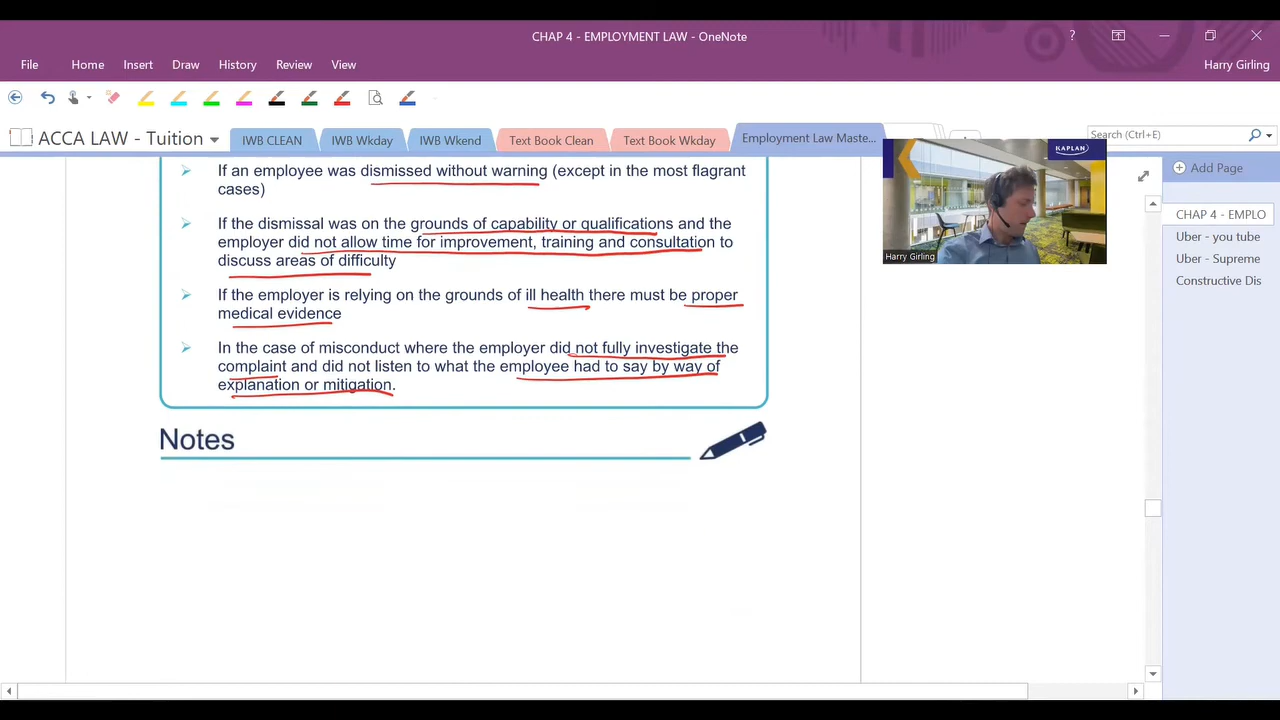 CHAP 4 - EMPLOYMENT LAW - OneNote
?
File Home Insert Draw History Review View
Harry Girling
ACCA LAW - Tuition
IWB CLEAN
IWB Wkday
IWB Wkend
Text Book Clean
Text Book Wkday
Employment Law Maste...
Search (Ctrl+E)
KAPLAN
Harry Girling
Add Page
CHAP 4 - EMPLO
Uber - you tube
Uber - Supreme
Constructive Dis
If an employee was dismissed without warning (except in the most flagrant
cases)
If the dismissal was on the grounds of capability or qualifications and the
employer did not allow time for improvement, training and consultation to
discuss areas of difficulty
If the employer is relying on the grounds of ill health there must be proper
medical evidence
In the case of misconduct where the employer did not fully investigate the
complaint and did not listen to what the employee had to say by way of
explanation or mitigation.
Notes